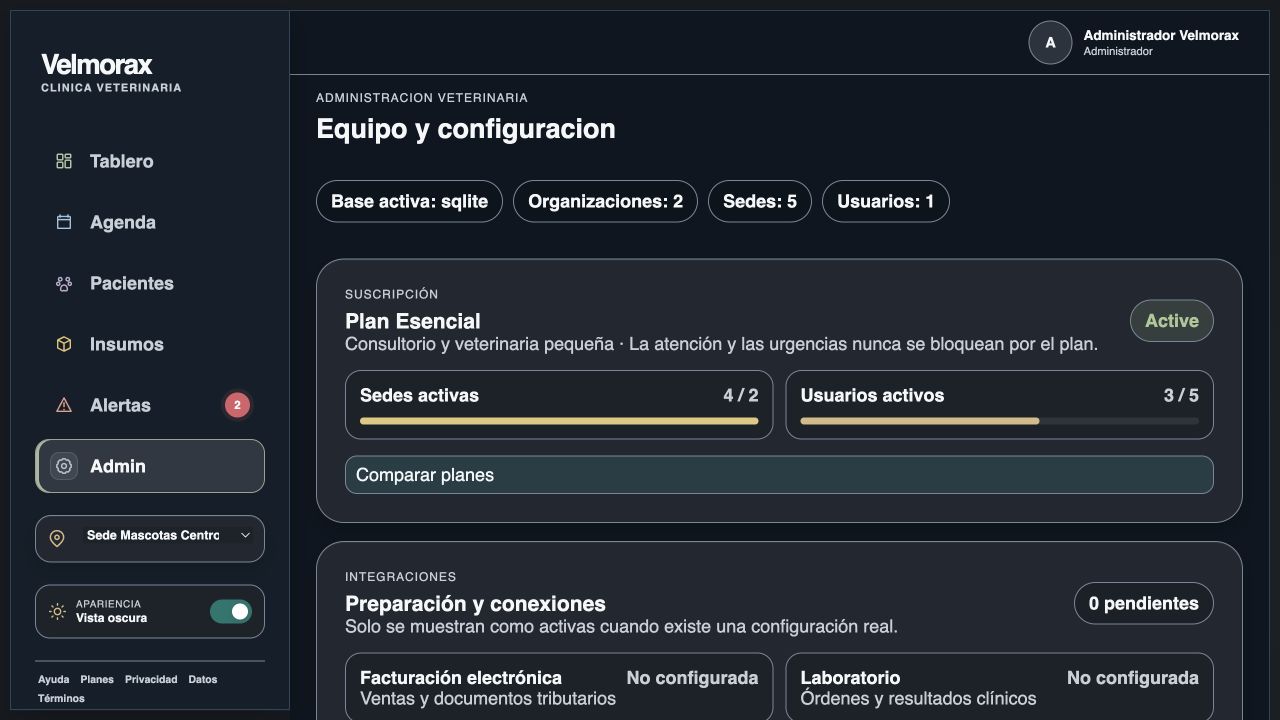 Velmorax
CLINICA VETERINARIA
Tablero
Agenda
Pacientes
Insumos
Alertas 2
Admin
Sede Mascotas Centro
APARIENCIA
Vista oscura
Ayuda Planes Privacidad Datos
Términos
A
Administrador Velmorax
Administrador
ADMINISTRACION VETERINARIA
Equipo y configuracion
Base activa: sqlite Organizaciones: 2 Sedes: 5 Usuarios: 1
SUSCRIPCIÓN
Plan Esencial
Consultorio y veterinaria pequeña · La atención y las urgencias nunca se bloquean por el plan.
Active
Sedes activas 4 / 2
Usuarios activos 3 / 5
Comparar planes
INTEGRACIONES
Preparación y conexiones
Solo se muestran como activas cuando existe una configuración real.
0 pendientes
Facturación electrónica No configurada
Ventas y documentos tributarios
Laboratorio No configurada
Órdenes y resultados clínicos